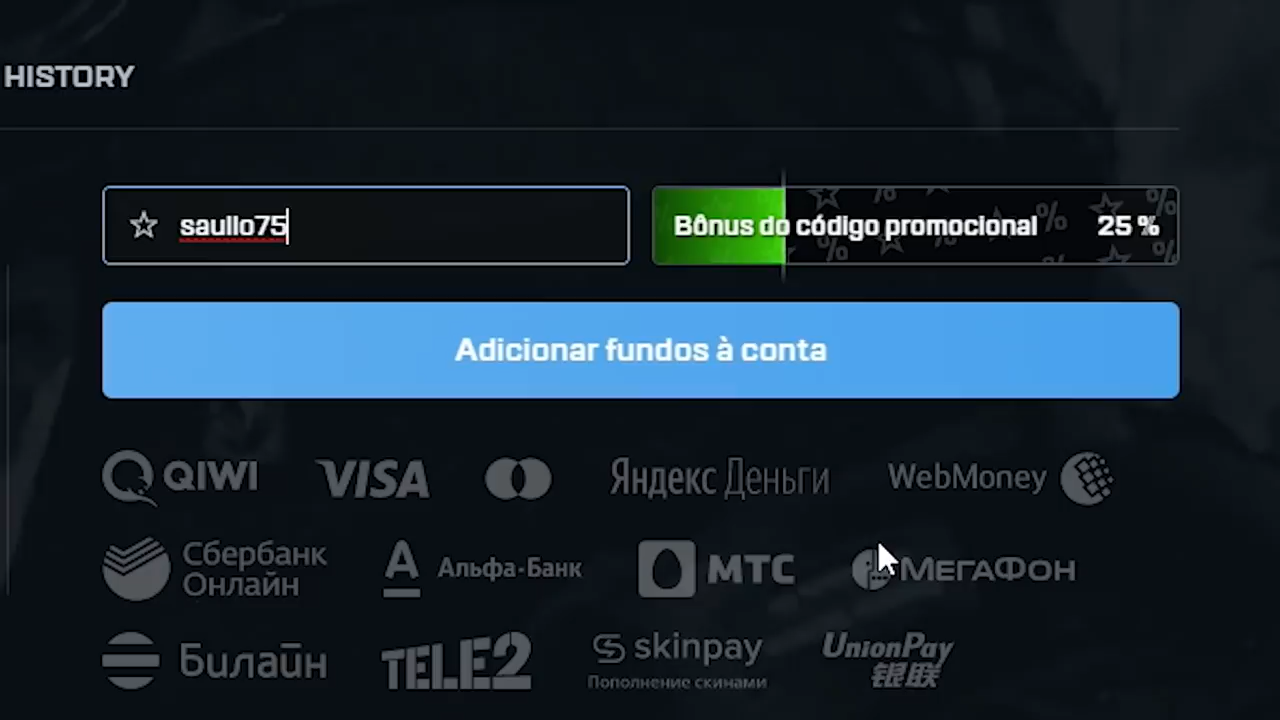 HISTORY
saullo75
Bônus do código promocional 25 %
Adicionar fundos à conta
QIWI VISA Яндекс Деньги WebMoney
Сбербанк
Онлайн
А Альфа-Банк МТС МЕГАФОН
Билайн TELE2 skinpay
Пополнение скинами
UnionPay
银联